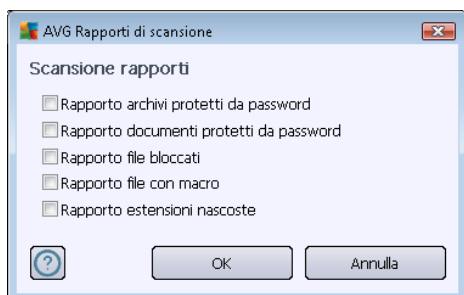 AVG Rapporti di scansione
Scansione rapporti
Rapporto archivi protetti da password
Rapporto documenti protetti da password
Rapporto file bloccati
Rapporto file con macro
Rapporto estensioni nascoste
?
OK
Annulla